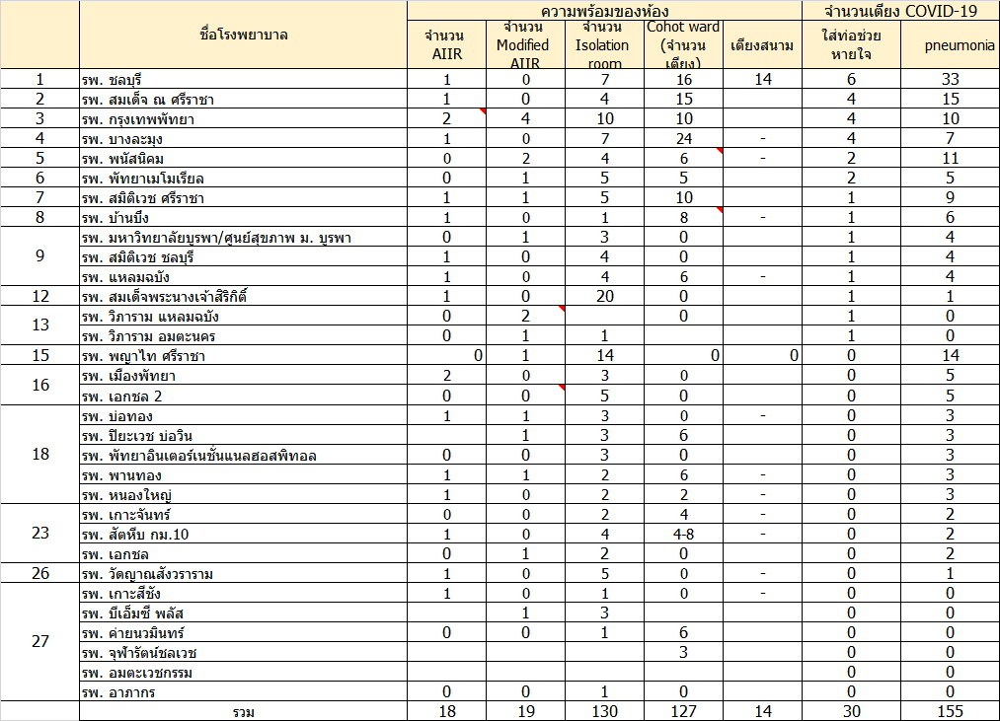 ชื่อโรงพยาบาล ความพร้อมของห้อง จำนวนเตียง COVID-19
จำนวน AIIR จำนวน Modified AIIR จำนวน Isolation room Cohot ward (จำนวน เตียง) เตียงสนาม ใส่ท่อช่วย หายใจ pneumonia
1 รพ. ชลบุรี 1 0 7 16 14 6 33
2 รพ. สมเด็จ ณ ศรีราชา 1 0 4 15 4 15
3 รพ. กรุงเทพพัทยา 2 4 10 10 4 10
4 รพ. บางละมุง 1 0 7 24 - 4 7
5 รพ. พนัสนิคม 0 2 4 6 - 2 11
6 รพ. พัทยาเมโมเรียล 0 1 5 5 2 5
7 รพ. สมิติเวช ศรีราชา 1 1 5 10 1 9
8 รพ. บ้านบึง 1 0 1 8 - 1 6
9 รพ. มหาวิทยาลัยบูรพา/ศูนย์สุขภาพ ม. บูรพา 0 1 3 0 1 4
รพ. สมิติเวช ชลบุรี 1 0 4 0 1 4
รพ. แหลมฉบัง 1 0 4 6 - 1 4
12 รพ. สมเด็จพระนางเจ้าสิริกิติ์ 1 0 20 0 1 1
13 รพ. วิภาราม แหลมฉบัง 0 2 0 1 0
รพ. วิภาราม อมตะนคร 0 1 1 1 0
15 รพ. พญาไท ศรีราชา 0 1 14 0 0 0 14
16 รพ. เมืองพัทยา 2 0 3 0 0 5
รพ. เอกชล 2 0 0 5 0 0 5
18 รพ. บ่อทอง 1 1 3 0 - 0 3
รพ. ปิยะเวช บ่อวิน 1 3 6 0 3
รพ. พัทยาอินเตอร์เนชั่นแนลฮอสพิทอล 0 0 3 0 0 3
รพ. พานทอง 1 1 2 6 - 0 3
รพ. หนองใหญ่ 1 0 2 2 - 0 3
23 รพ. เกาะจันทร์ 0 0 2 4 - 0 2
รพ. สัตหีบ กม.10 1 0 4 4-8 - 0 2
รพ. เอกชล 0 1 2 0 0 2
26 รพ. วัดญาณสังวราราม 1 0 5 0 - 0 1
27 รพ. เกาะสีชัง 1 0 1 0 - 0 0
รพ. บีเอ็มซี พลัส 1 3 0 0
รพ. ค่ายนวมินทร์ 0 0 1 6 0 0
รพ. จุฬารัตน์ชลเวช 3 0 0
รพ. อมตะเวชกรรม 0 0
รพ. อาภากร 0 0 1 0 0 0
รวม 18 19 130 127 14 30 155